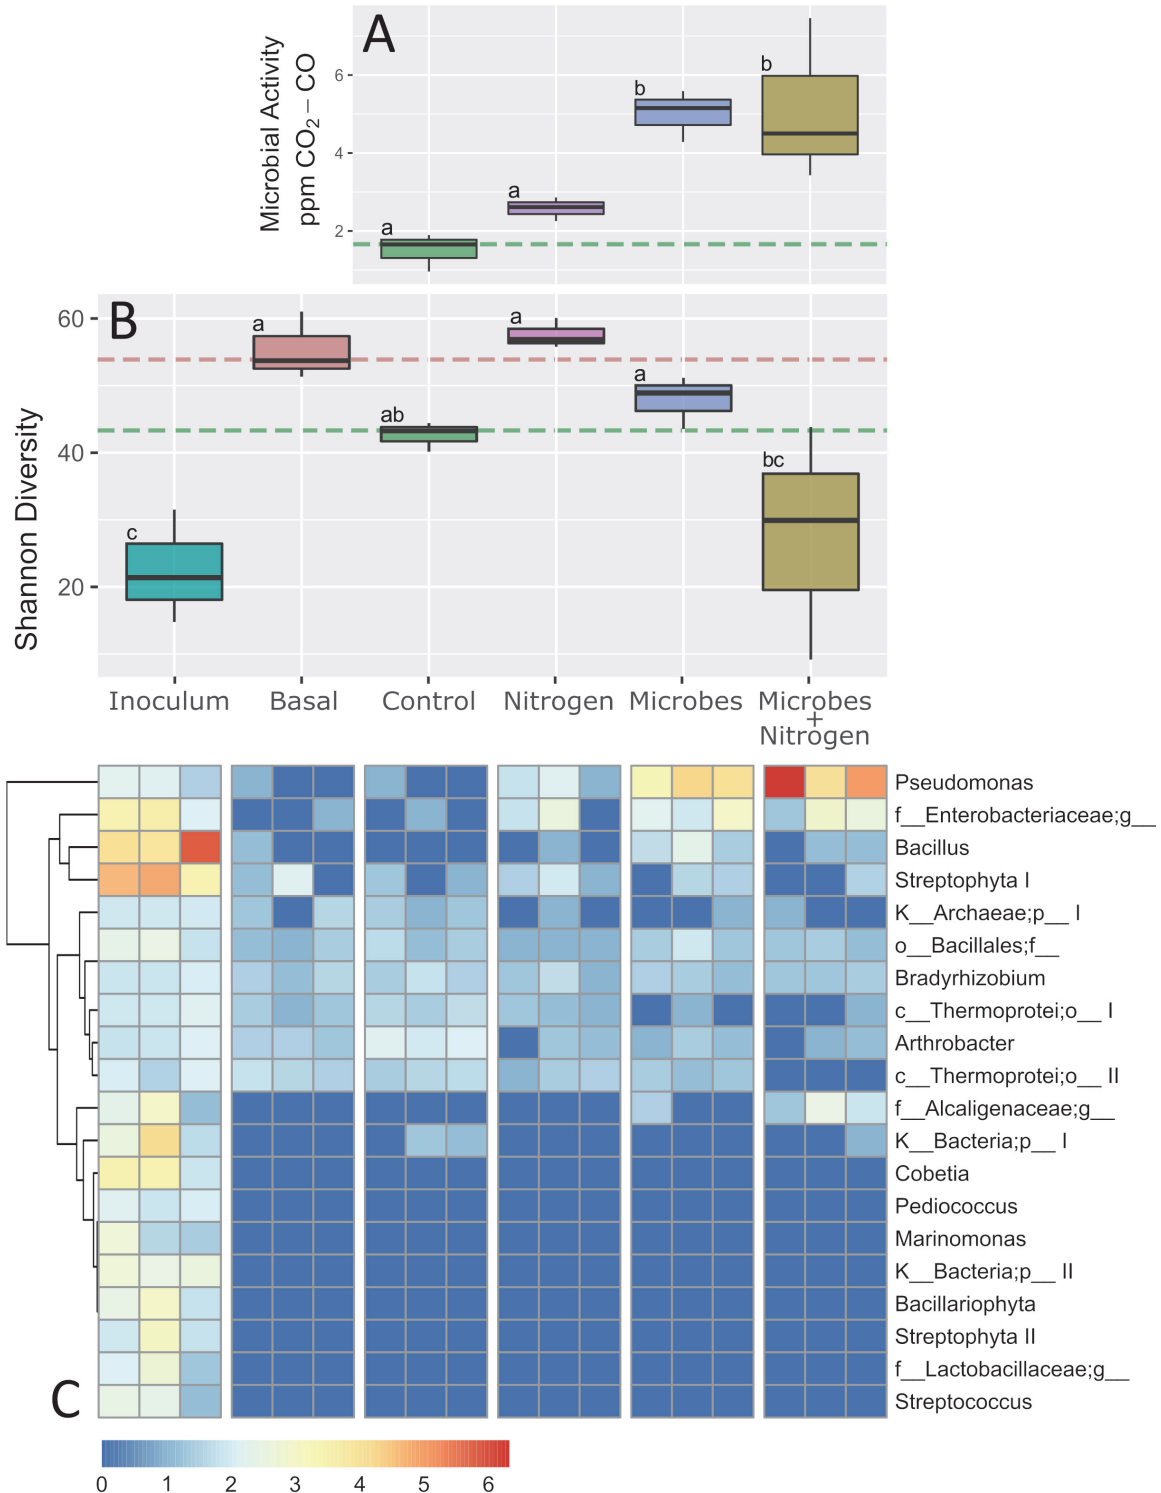 A
Microbial Activity
ppm CO₂ – CO
6
4
2
a
a
b
b
B
Shannon Diversity
60
40
20
c
a
ab
a
a
bc
Inoculum
Basal
Control
Nitrogen
Microbes
Microbes
+
Nitrogen
Pseudomonas
f__Enterobacteriaceae;g__
Bacillus
Streptophyta I
K__Archaeae;p__ I
o__Bacillales;f__
Bradyrhizobium
c__Thermoprotei;o__ I
Arthrobacter
c__Thermoprotei;o__ II
f__Alcaligenaceae;g__
K__Bacteria;p__ I
Cobetia
Pediococcus
Marinomonas
K__Bacteria;p__ II
Bacillariophyta
Streptophyta II
f__Lactobacillaceae;g__
Streptococcus
C
0 1 2 3 4 5 6